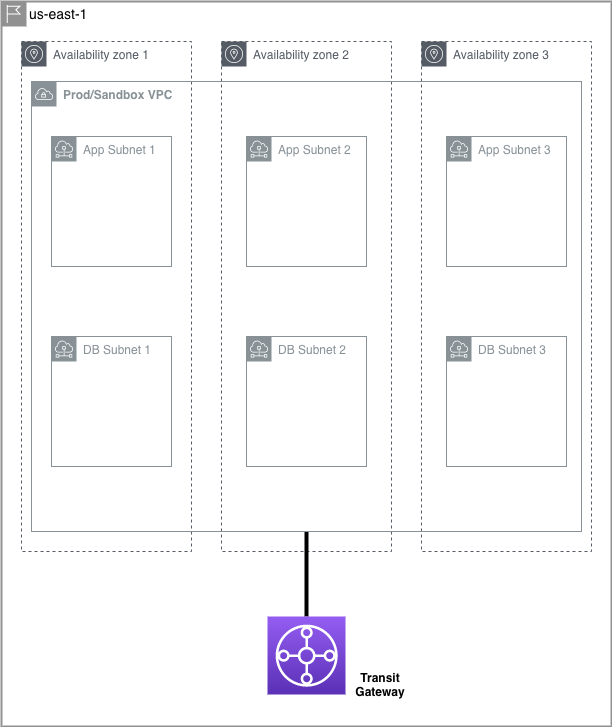 us-east-1
Availability zone 1
Availability zone 2
Availability zone 3
Prod/Sandbox VPC
App Subnet 1
App Subnet 2
App Subnet 3
DB Subnet 1
DB Subnet 2
DB Subnet 3
Transit
Gateway